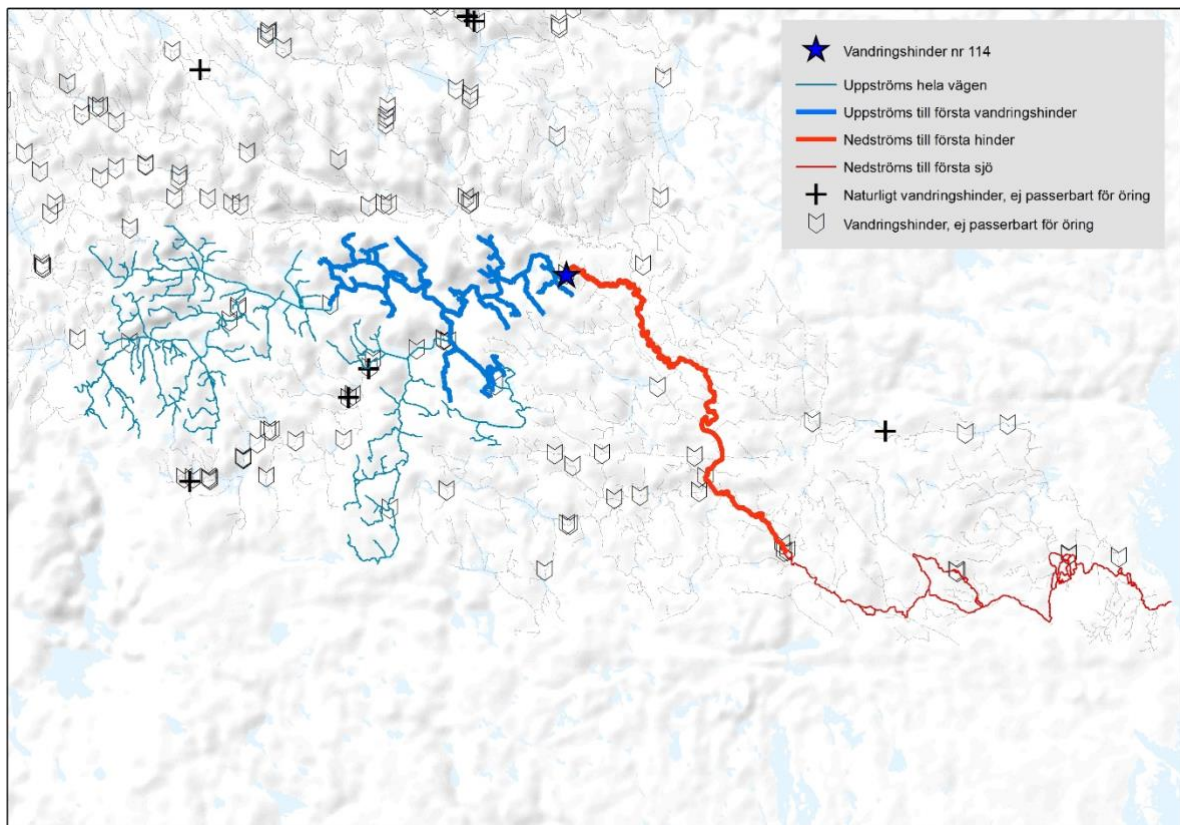 Vandringshinder nr 114
Uppströms hela vägen
Uppströms till första vandringshinder
Nedströms till första hinder
Nedströms till första sjö
Naturligt vandringshinder, ej passerbart för öring
Vandringshinder, ej passerbart för öring